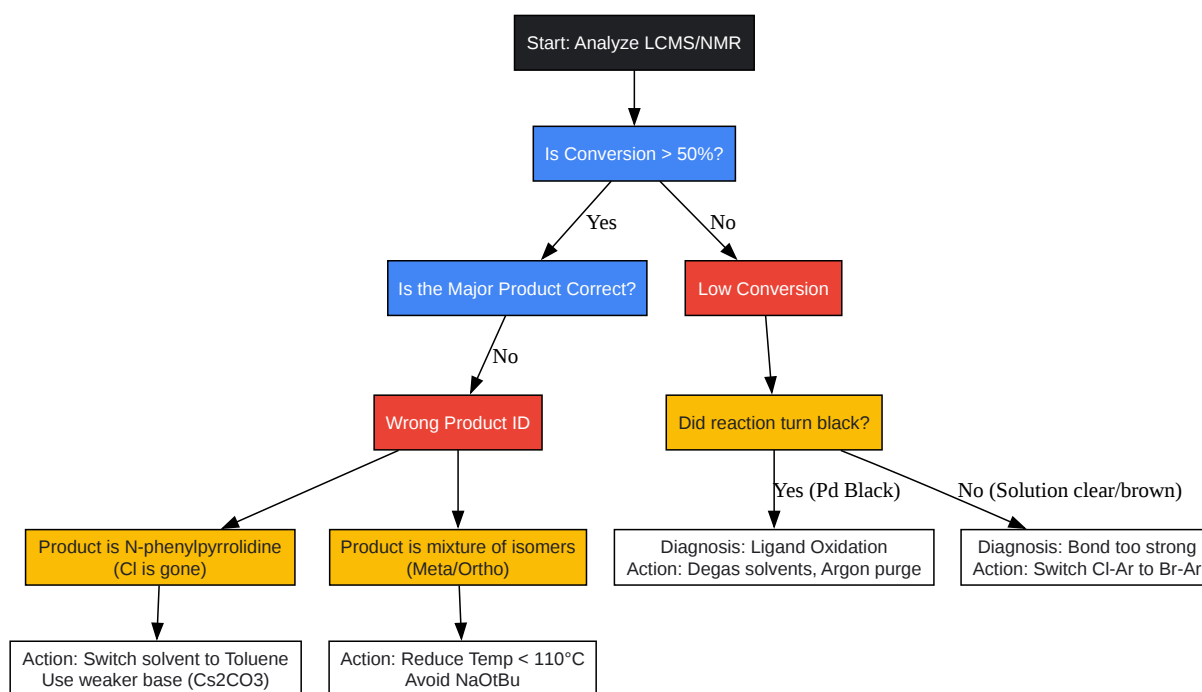 Start: Analyze LCMS/NMR
Is Conversion > 50%?
Yes
No
Is the Major Product Correct?
Low Conversion
No
Wrong Product ID
Did reaction turn black?
Yes (Pd Black)
No (Solution clear/brown)
Product is N-phenylpyrrolidine
(Cl is gone)
Product is mixture of isomers
(Meta/Ortho)
Diagnosis: Ligand Oxidation
Action: Degas solvents, Argon purge
Diagnosis: Bond too strong
Action: Switch Cl-Ar to Br-Ar
Action: Switch solvent to Toluene
Use weaker base (Cs2CO3)
Action: Reduce Temp < 110°C
Avoid NaOtBu